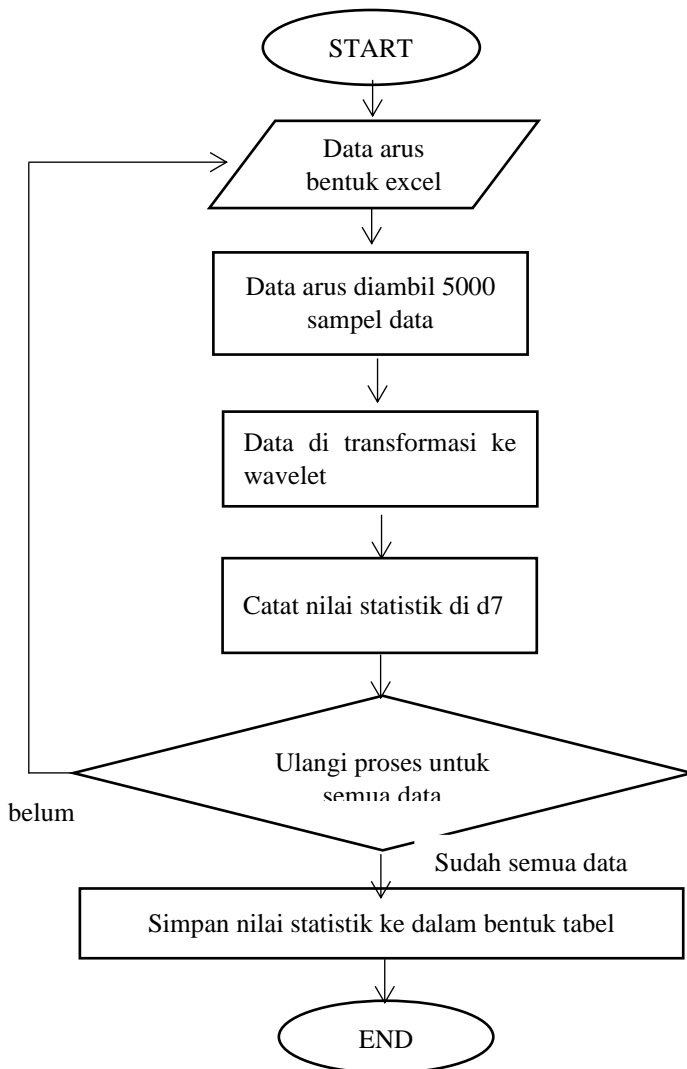 START
Data arus
bentuk excel
Data arus diambil 5000
sampel data
Data di transformasi ke
wavelet
Catat nilai statistik di d7
Ulangi proses untuk
semua data
belum
Sudah semua data
Simpan nilai statistik ke dalam bentuk tabel
END